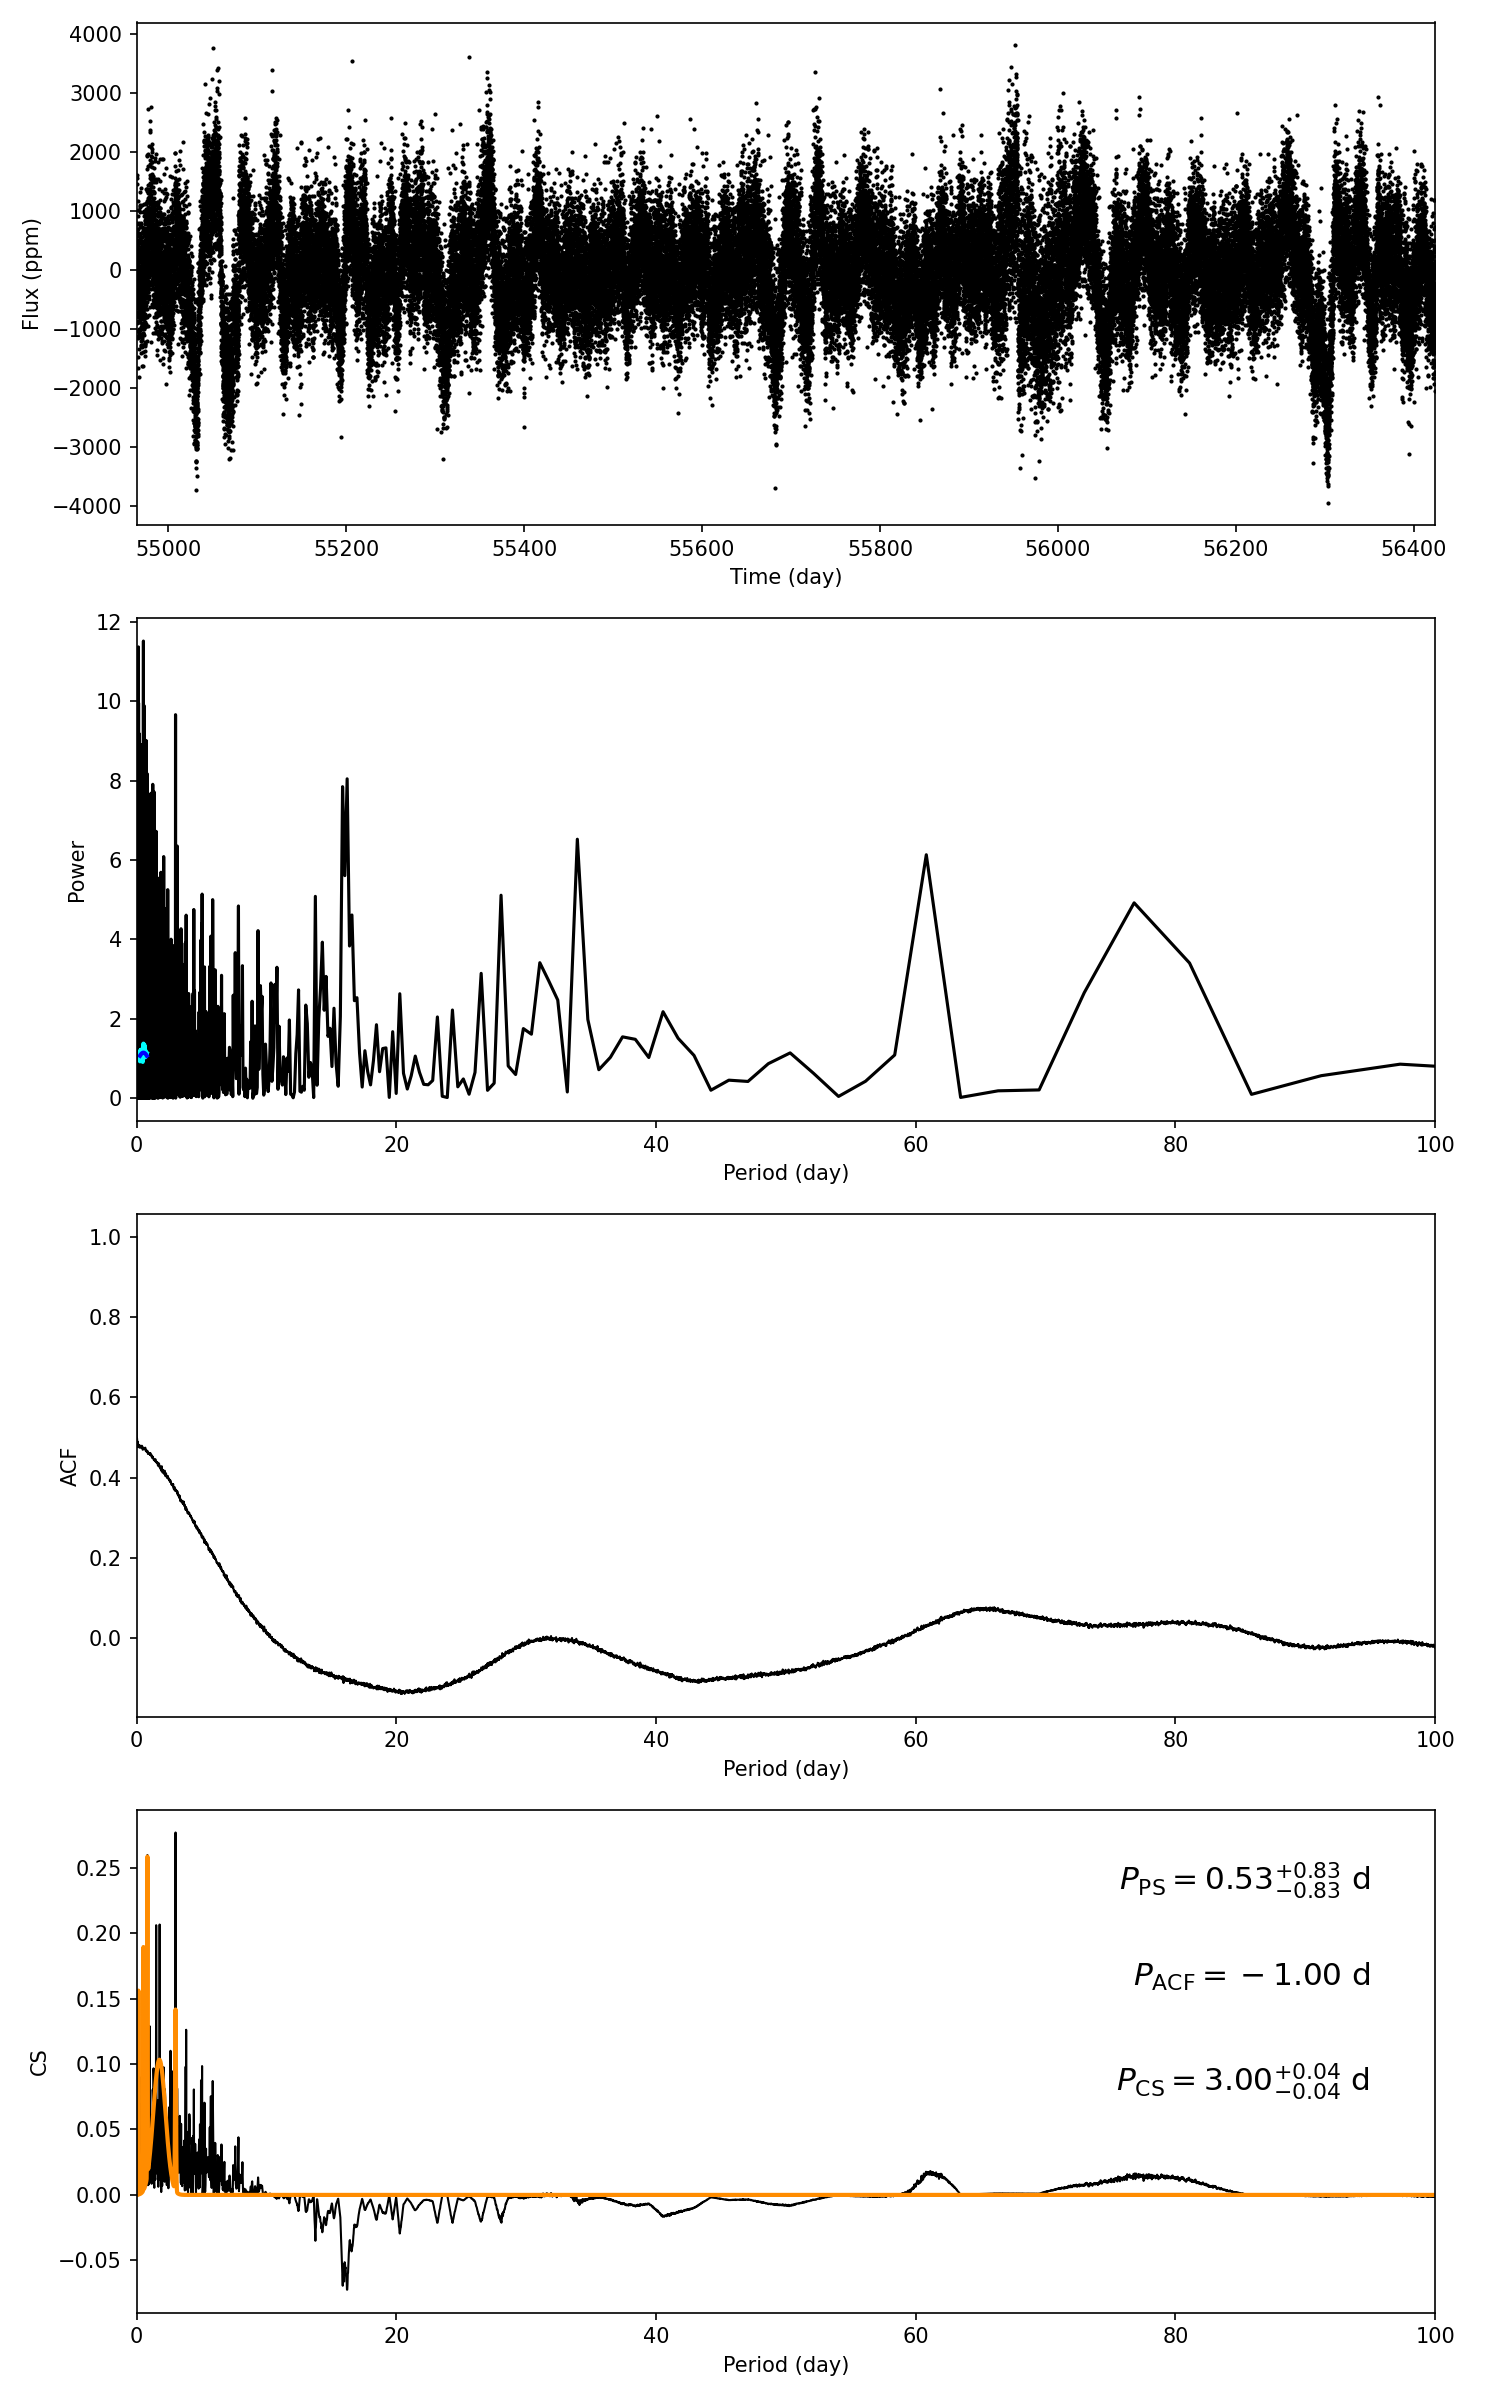 4000
3000
2000
1000
0
−1000
−2000
−3000
−4000
Flux (ppm)
55000 55200 55400 55600 55800 56000 56200 56400
Time (day)
12
10
8
6
4
2
0
Power
0 20 40 60 80 100
Period (day)
1.0
0.8
0.6
0.4
0.2
0.0
ACF
0 20 40 60 80 100
Period (day)
0.25
0.20
0.15
0.10
0.05
0.00
−0.05
CS
P_PS = 0.53^{+0.83}_{−0.83} d
P_ACF = −1.00 d
P_CS = 3.00^{+0.04}_{−0.04} d
0 20 40 60 80 100
Period (day)